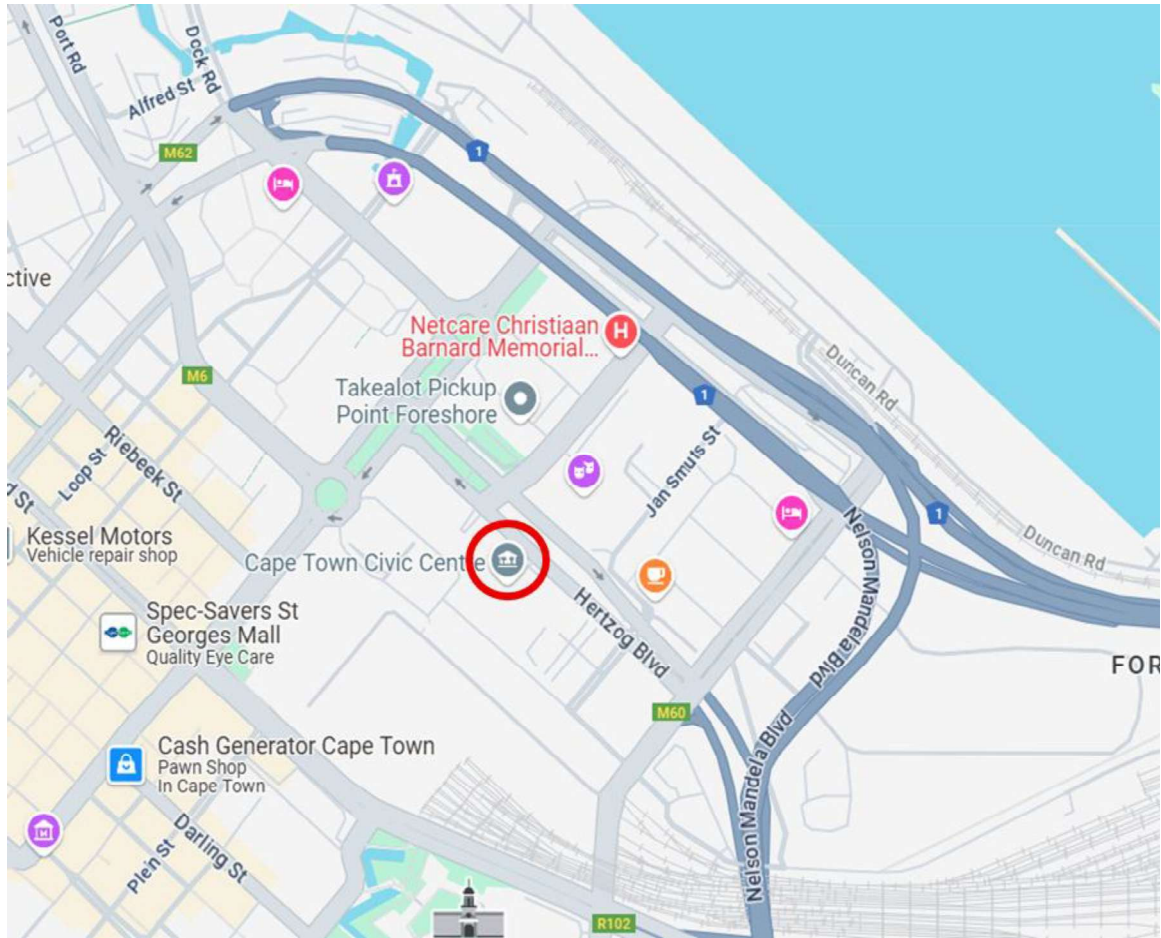 Port Rd
Dock Rd
Alfred St
M62
1
ctive
Netcare Christiaan
Barnard Memorial...
H
Takealot Pickup
Point Foreshore
M6
1
Duncan Rd
Loop St
Riebeek St
d St
Jan Smuts St
Kessel Motors
Vehicle repair shop
Cape Town Civic Centre
1
Duncan Rd
Nelson Mandela Blvd
Hertzog Blvd
Spec-Savers St
Georges Mall
Quality Eye Care
FOR
M60
Cash Generator Cape Town
Pawn Shop
In Cape Town
Nelson Mandela Blvd
Darling St
Plein St
R102